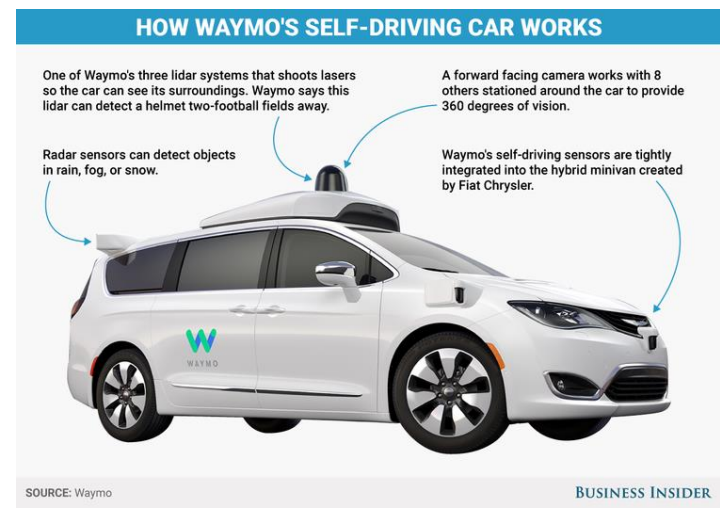 HOW WAYMO'S SELF-DRIVING CAR WORKS
One of Waymo's three lidar systems that shoots lasers
so the car can see its surroundings. Waymo says this
lidar can detect a helmet two-football fields away.
A forward facing camera works with 8
others stationed around the car to provide
360 degrees of vision.
Radar sensors can detect objects
in rain, fog, or snow.
Waymo's self-driving sensors are tightly
integrated into the hybrid minivan created
by Fiat Chrysler.
WAYMO
SOURCE: Waymo
BUSINESS INSIDER